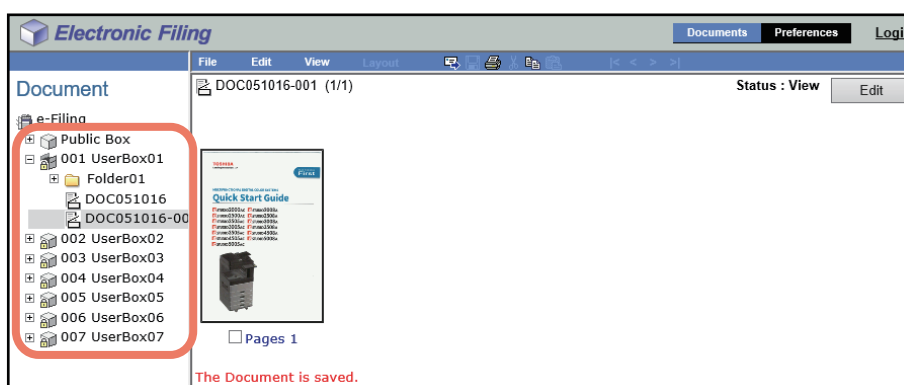 Electronic Filing
Documents Preferences Logi
File Edit View Layout |< < > >|
Document
DOC051016-001 (1/1)
Status : View Edit
e-Filing
Public Box
001 UserBox01
Folder01
DOC051016
DOC051016-00
002 UserBox02
003 UserBox03
004 UserBox04
005 UserBox05
006 UserBox06
007 UserBox07
TOSHIBA
First
Quick Start Guide
Pages 1
The Document is saved.